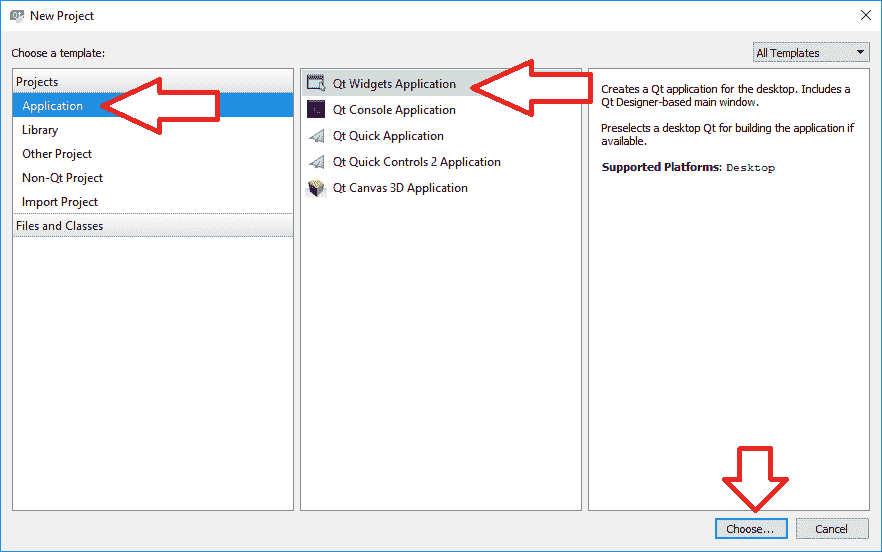 New Project
Choose a template:
All Templates
Projects
Application
Library
Other Project
Non-Qt Project
Import Project
Files and Classes
Qt Widgets Application
Qt Console Application
Qt Quick Application
Qt Quick Controls 2 Application
Qt Canvas 3D Application
Creates a Qt application for the desktop. Includes a
Qt Designer-based main window.
Preselects a desktop Qt for building the application if
available.
Supported Platforms: Desktop
Choose...
Cancel